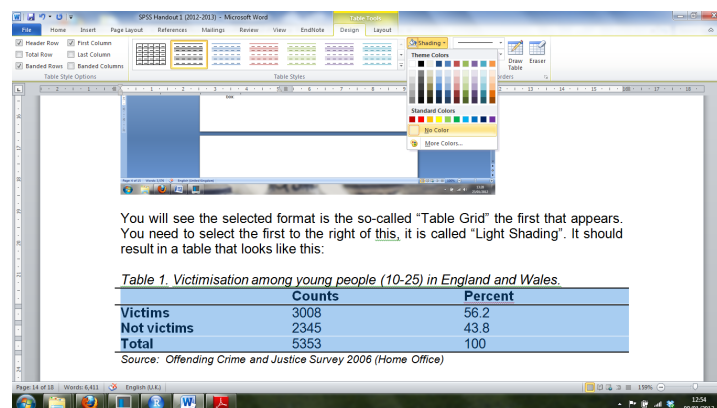 SPSS Handout 1 (2012-2013) - Microsoft Word
Table Tools
File Home Insert Page Layout References Mailings Review View EndNote Design Layout
Header Row First Column
Total Row Last Column
Banded Rows Banded Columns
Table Style Options
Table Styles
Shading
Theme Colors
Standard Colors
No Color
More Colors...
Draw Table
Eraser
You will see the selected format is the so-called “Table Grid” the first that appears.
You need to select the first to the right of this, it is called “Light Shading”. It should
result in a table that looks like this:
Table 1. Victimisation among young people (10-25) in England and Wales.
Counts Percent
Victims 3008 56.2
Not victims 2345 43.8
Total 5353 100
Source: Offending Crime and Justice Survey 2006 (Home Office)
Page: 14 of 18 Words: 6,411 English (U.K.) 159%
12:54